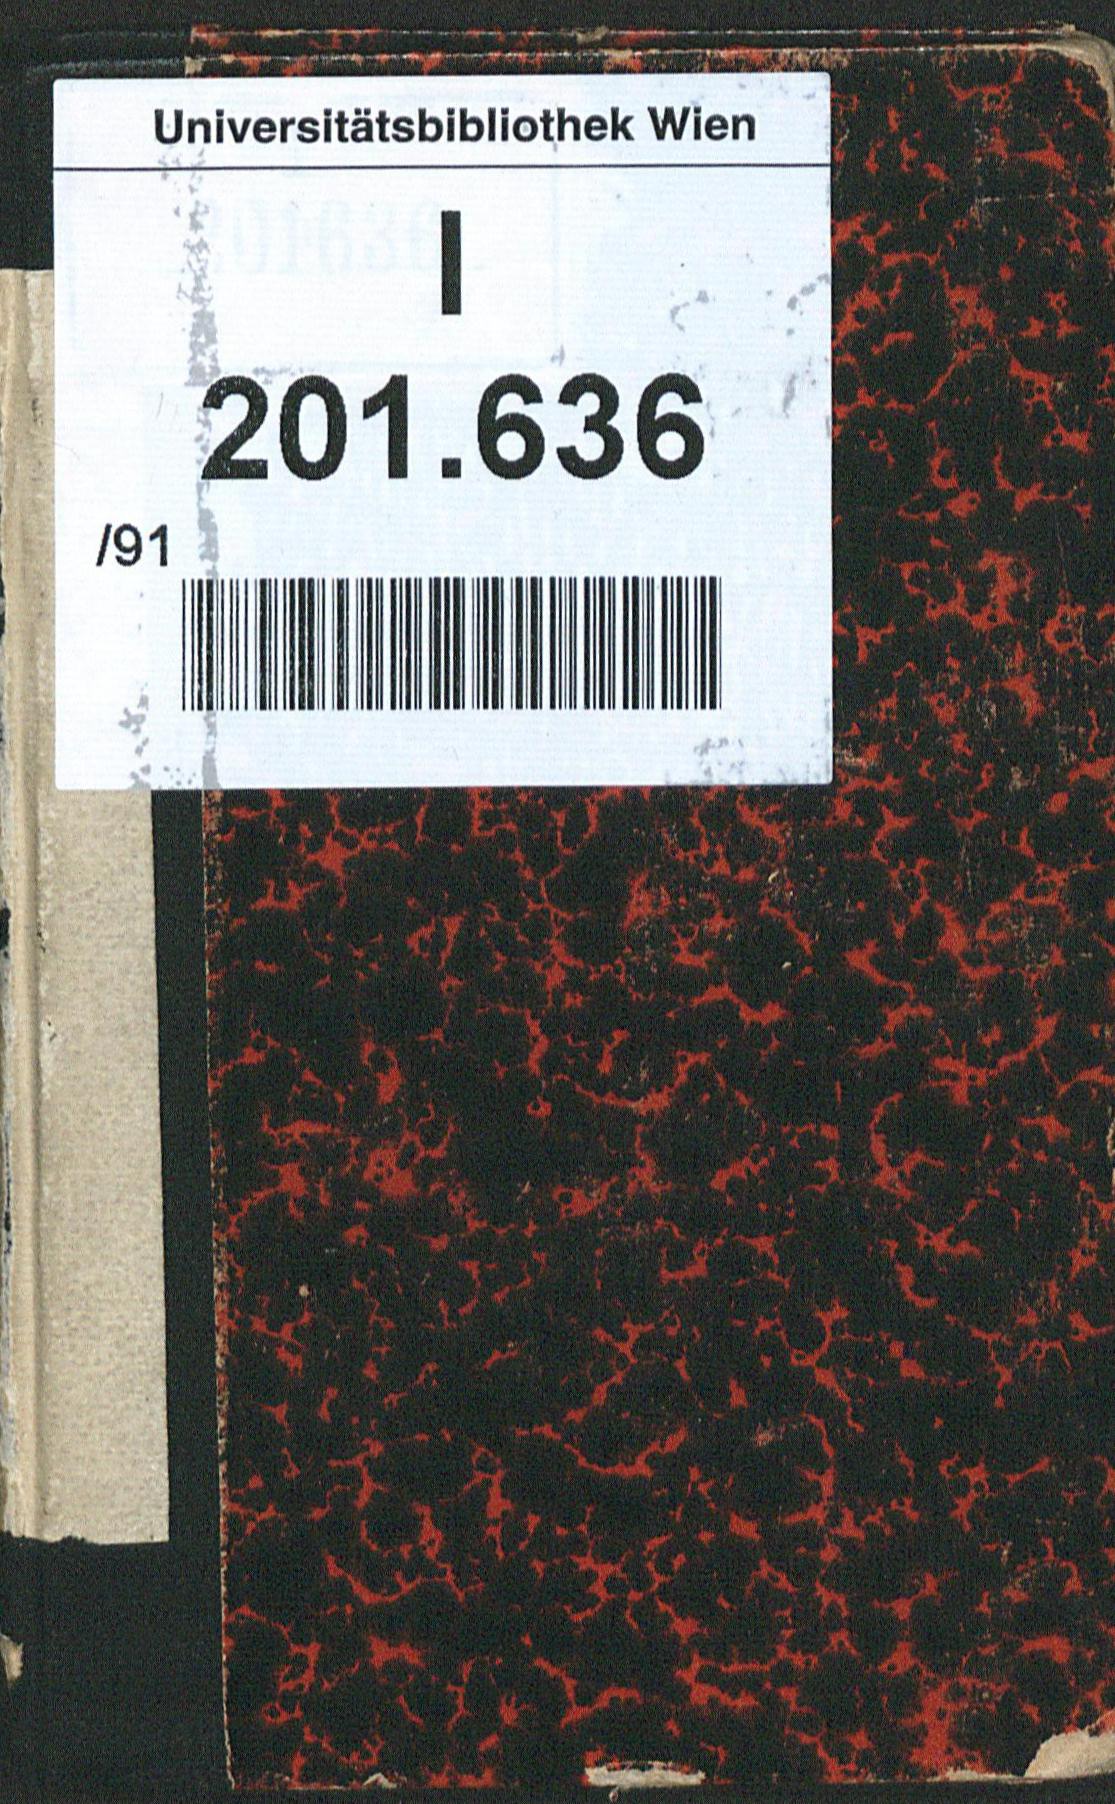 Universitätsbibliothek Wien
I
201.636
/91